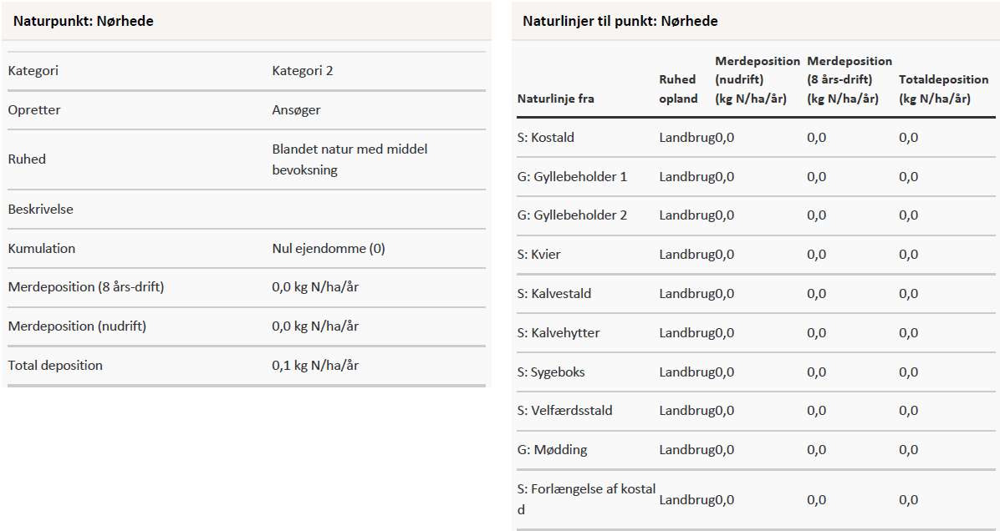 Naturpunkt: Nørhede
Kategori Kategori 2
Opretter Ansøger
Ruhed Blandet natur med middel
bevoksning
Beskrivelse
Kumulation Nul ejendomme (0)
Merdeposition (8 års-drift) 0,0 kg N/ha/år
Merdeposition (nudrift) 0,0 kg N/ha/år
Total deposition 0,1 kg N/ha/år
Naturlinjer til punkt: Nørhede
Merdeposition Merdeposition
Ruhed (nudrift) (8 års-drift) Totaldeposition
Naturlinje fra opland (kg N/ha/år) (kg N/ha/år) (kg N/ha/år)
S: Kostald Landbrug 0,0 0,0 0,0
G: Gyllebeholder 1 Landbrug 0,0 0,0 0,0
G: Gyllebeholder 2 Landbrug 0,0 0,0 0,0
S: Kvier Landbrug 0,0 0,0 0,0
S: Kalvestald Landbrug 0,0 0,0 0,0
S: Kalvehytter Landbrug 0,0 0,0 0,0
S: Sygeboks Landbrug 0,0 0,0 0,0
S: Velfærdsstald Landbrug 0,0 0,0 0,0
G: Mødding Landbrug 0,0 0,0 0,0
S: Forlængelse af kostal
d Landbrug 0,0 0,0 0,0